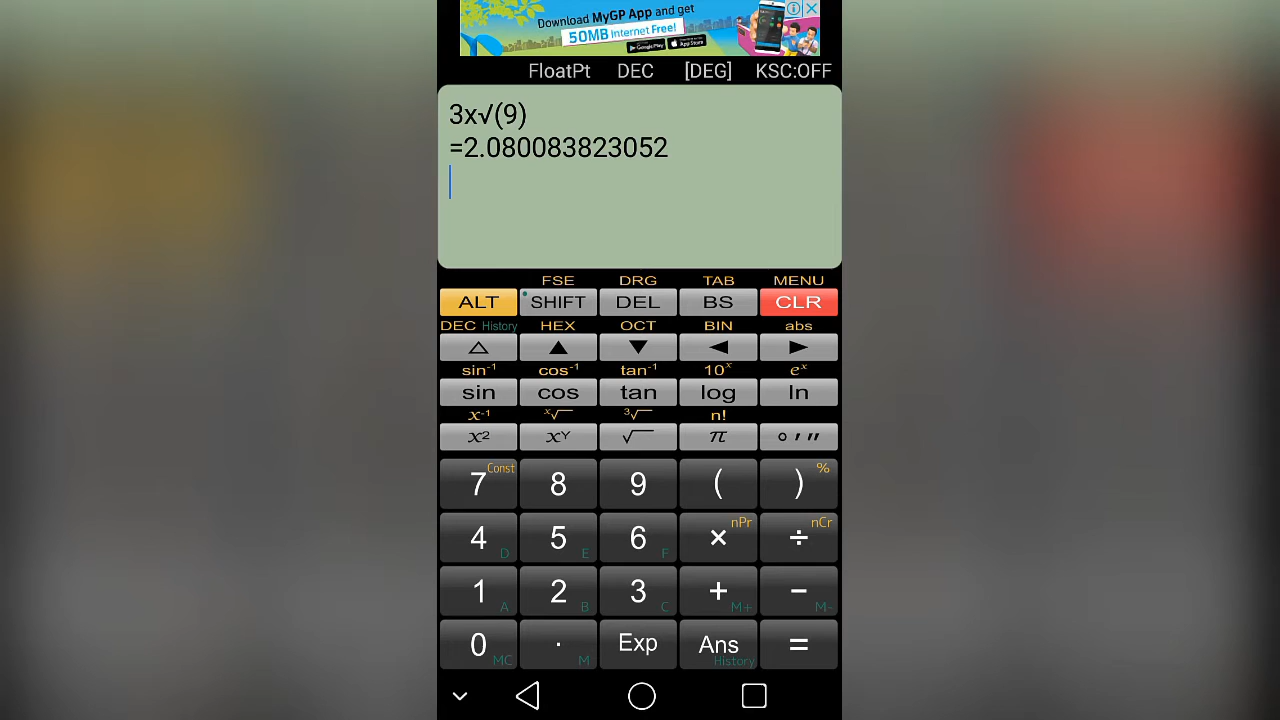 Download MyGP App and get
50MB Internet Free!
FloatPt DEC [DEG] KSC:OFF
3x√(9)
=2.080083823052
FSE DRG TAB MENU
ALT SHIFT DEL BS CLR
DEC History HEX OCT BIN abs
sin⁻¹ cos⁻¹ tan⁻¹ 10ˣ eˣ
sin cos tan log ln
x⁻¹ ˣ√ ³√ n!
x² xʸ √ π ° ′ ″
7 Const 8 9 ( ) %
4 D 5 E 6 F × nPr ÷ nCr
1 A 2 B 3 C + M+ − M-
0 MC · M Exp Ans History =